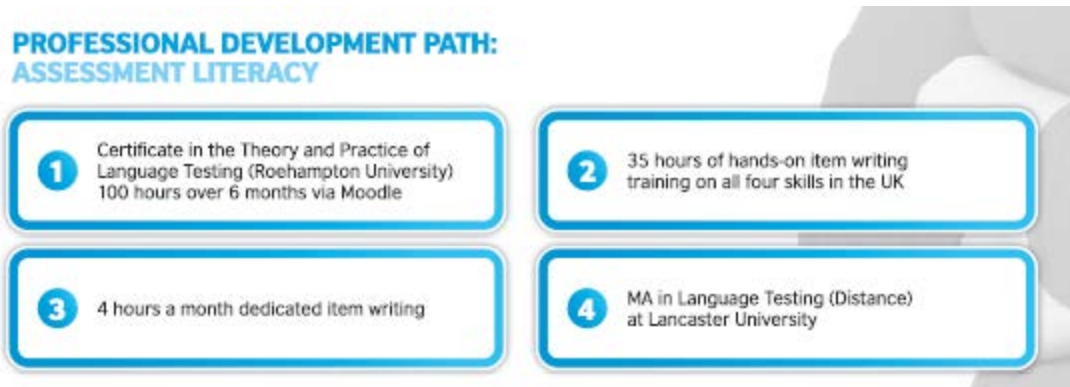 PROFESSIONAL DEVELOPMENT PATH:
ASSESSMENT LITERACY
1
Certificate in the Theory and Practice of
Language Testing (Roehampton University)
100 hours over 6 months via Moodle
2
35 hours of hands-on item writing
training on all four skills in the UK
3
4 hours a month dedicated item writing
4
MA in Language Testing (Distance)
at Lancaster University